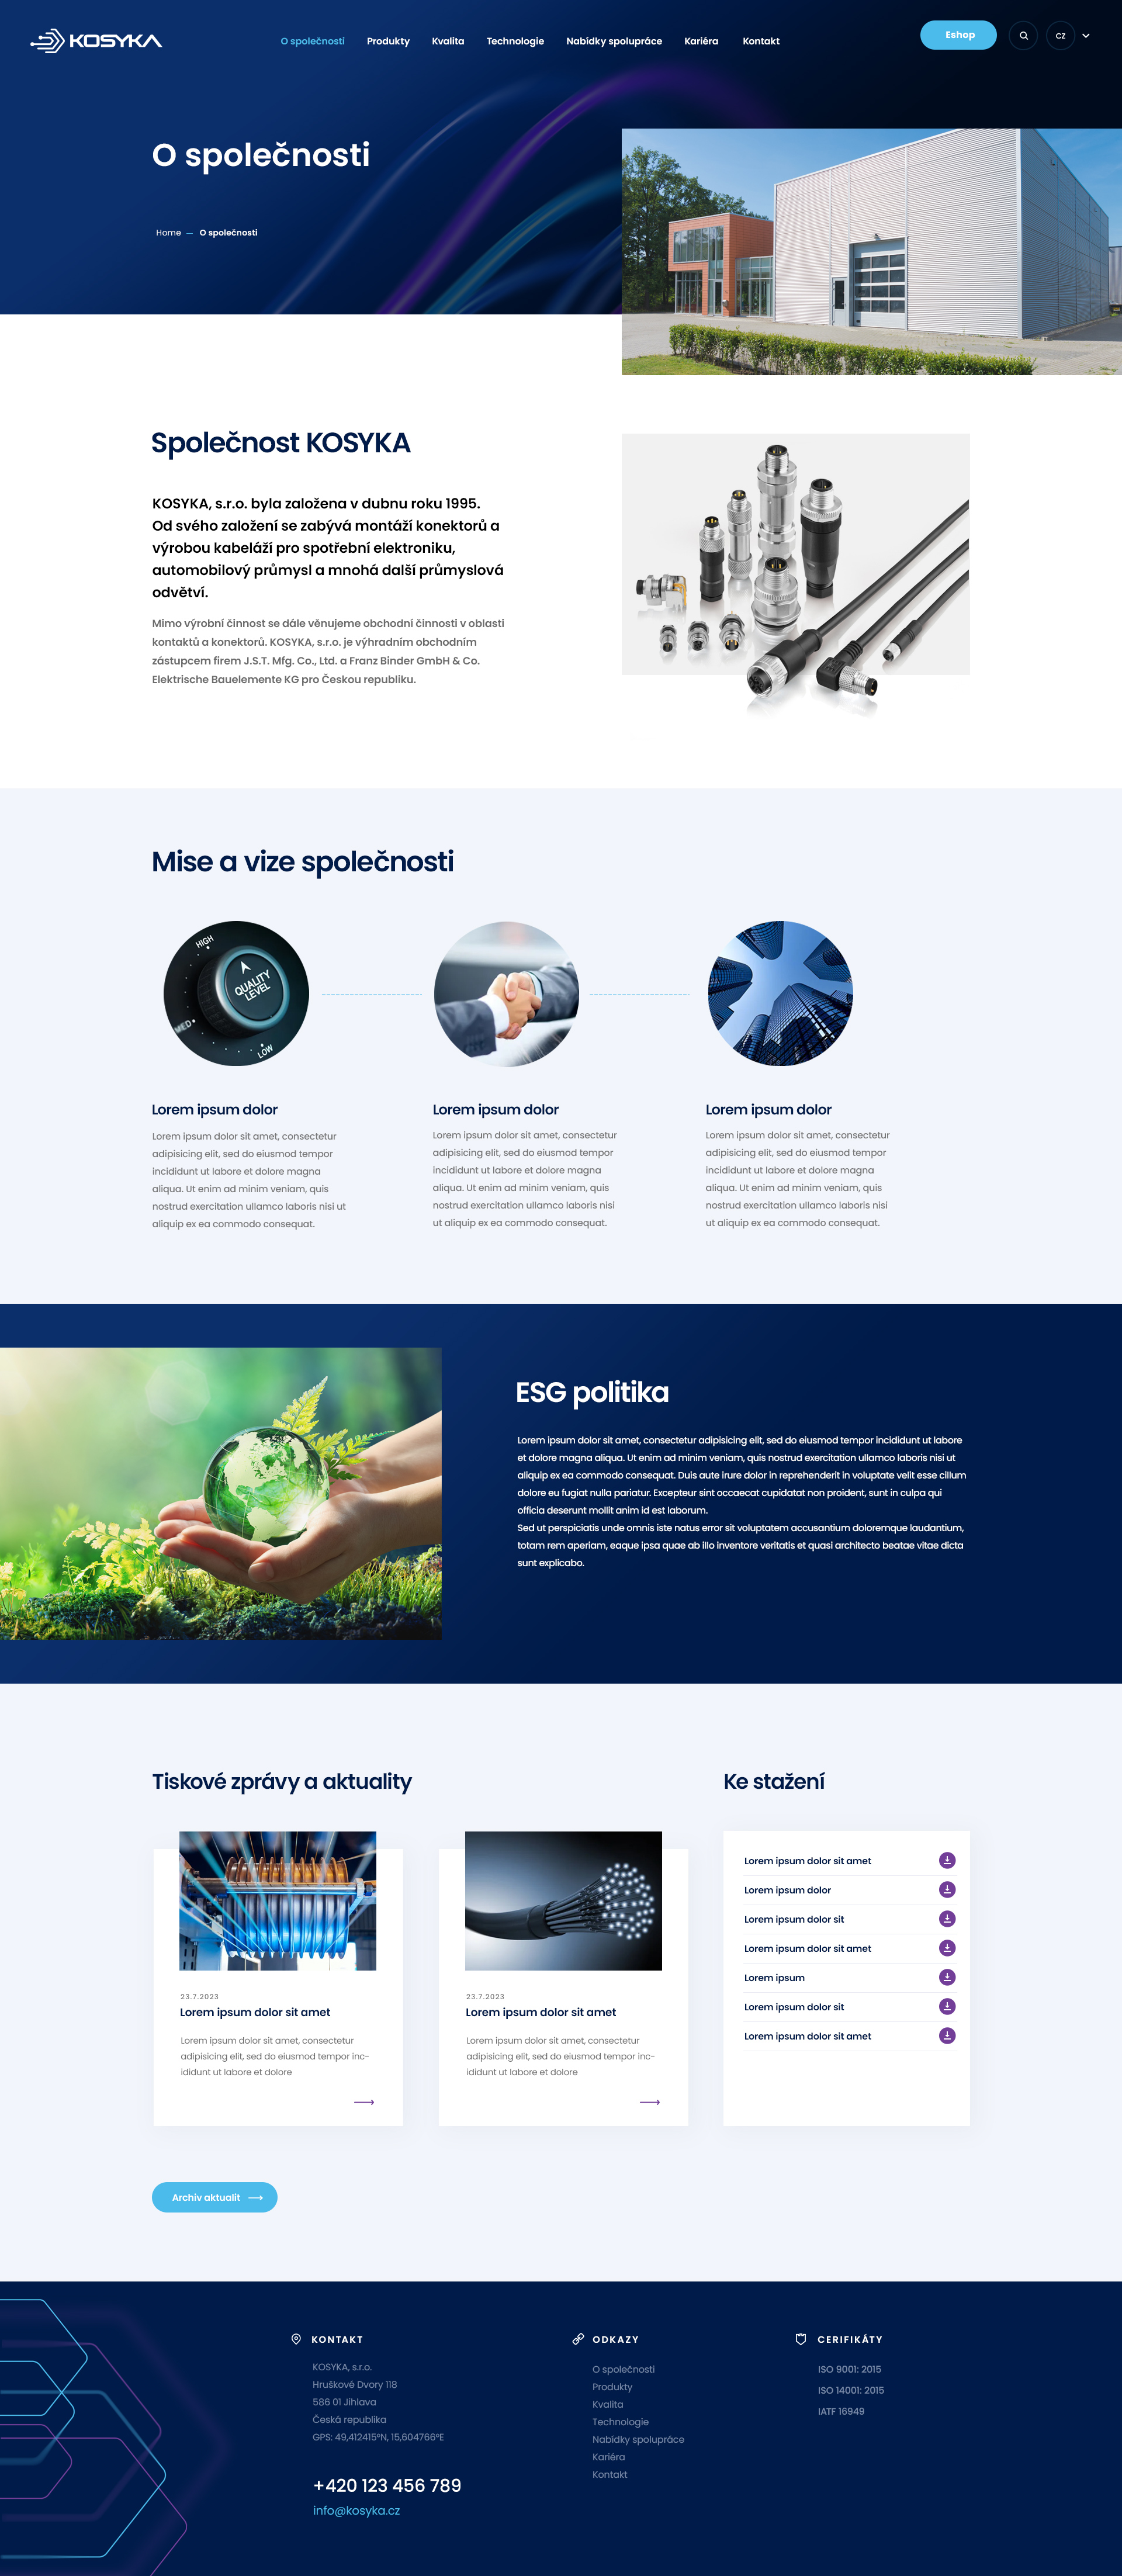 KOSYKA
O společnosti
Produkty
Kvalita
Technologie
Nabídky spolupráce
Kariéra
Kontakt
Eshop
CZ
O společnosti
Home — O společnosti
Společnost KOSYKA
KOSYKA, s.r.o. byla založena v dubnu roku 1995.
Od svého založení se zabývá montáží konektorů a
výrobou kabeláží pro spotřební elektroniku,
automobilový průmysl a mnohá další průmyslová
odvětví.
Mimo výrobní činnost se dále věnujeme obchodní činnosti v oblasti
kontaktů a konektorů. KOSYKA, s.r.o. je výhradním obchodním
zástupcem firem J.S.T. Mfg. Co., Ltd. a Franz Binder GmbH & Co.
Elektrische Bauelemente KG pro Českou republiku.
Mise a vize společnosti
HIGH
QUALITY
LEVEL
MED
LOW
Lorem ipsum dolor
Lorem ipsum dolor sit amet, consectetur
adipisicing elit, sed do eiusmod tempor
incididunt ut labore et dolore magna
aliqua. Ut enim ad minim veniam, quis
nostrud exercitation ullamco laboris nisi ut
aliquip ex ea commodo consequat.
Lorem ipsum dolor
Lorem ipsum dolor sit amet, consectetur
adipisicing elit, sed do eiusmod tempor
incididunt ut labore et dolore magna
aliqua. Ut enim ad minim veniam, quis
nostrud exercitation ullamco laboris nisi
ut aliquip ex ea commodo consequat.
Lorem ipsum dolor
Lorem ipsum dolor sit amet, consectetur
adipisicing elit, sed do eiusmod tempor
incididunt ut labore et dolore magna
aliqua. Ut enim ad minim veniam, quis
nostrud exercitation ullamco laboris nisi
ut aliquip ex ea commodo consequat.
ESG politika
Lorem ipsum dolor sit amet, consectetur adipisicing elit, sed do eiusmod tempor incididunt ut labore
et dolore magna aliqua. Ut enim ad minim veniam, quis nostrud exercitation ullamco laboris nisi ut
aliquip ex ea commodo consequat. Duis aute irure dolor in reprehenderit in voluptate velit esse cillum
dolore eu fugiat nulla pariatur. Excepteur sint occaecat cupidatat non proident, sunt in culpa qui
officia deserunt mollit anim id est laborum.
Sed ut perspiciatis unde omnis iste natus error sit voluptatem accusantium doloremque laudantium,
totam rem aperiam, eaque ipsa quae ab illo inventore veritatis et quasi architecto beatae vitae dicta
sunt explicabo.
Tiskové zprávy a aktuality
23.7.2023
Lorem ipsum dolor sit amet
Lorem ipsum dolor sit amet, consectetur
adipisicing elit, sed do eiusmod tempor inc-
ididunt ut labore et dolore
23.7.2023
Lorem ipsum dolor sit amet
Lorem ipsum dolor sit amet, consectetur
adipisicing elit, sed do eiusmod tempor inc-
ididunt ut labore et dolore
Ke stažení
Lorem ipsum dolor sit amet
Lorem ipsum dolor
Lorem ipsum dolor sit
Lorem ipsum dolor sit amet
Lorem ipsum
Lorem ipsum dolor sit
Lorem ipsum dolor sit amet
Archiv aktualit
KONTAKT
KOSYKA, s.r.o.
Hruškové Dvory 118
586 01 Jihlava
Česká republika
GPS: 49,412415°N, 15,604766°E
+420 123 456 789
info@kosyka.cz
ODKAZY
O společnosti
Produkty
Kvalita
Technologie
Nabídky spolupráce
Kariéra
Kontakt
CERIFIKÁTY
ISO 9001: 2015
ISO 14001: 2015
IATF 16949